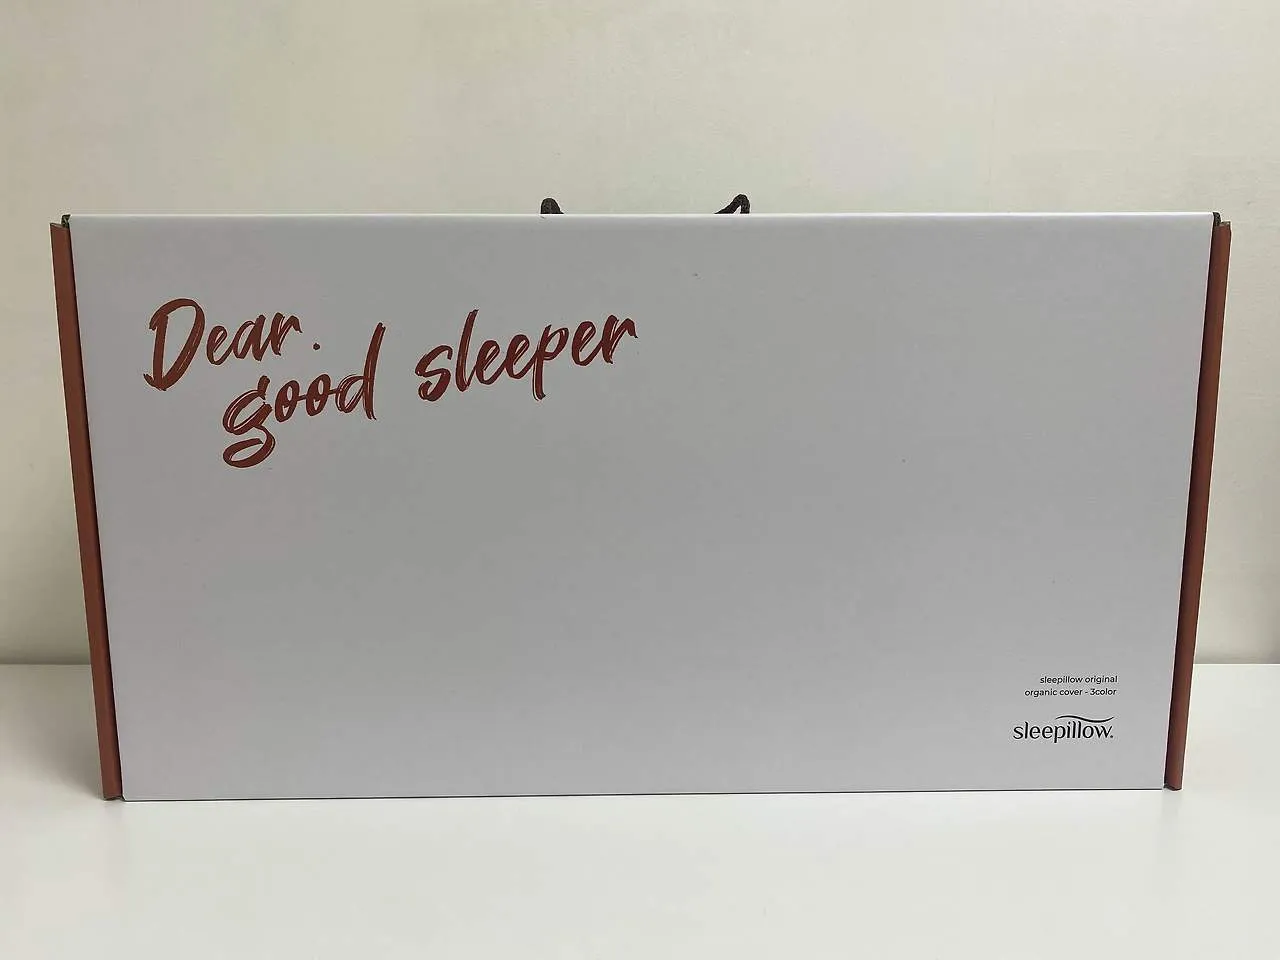 Dear.
good sleeper
sleepillow original
organic cover - 3color
sleepillow.